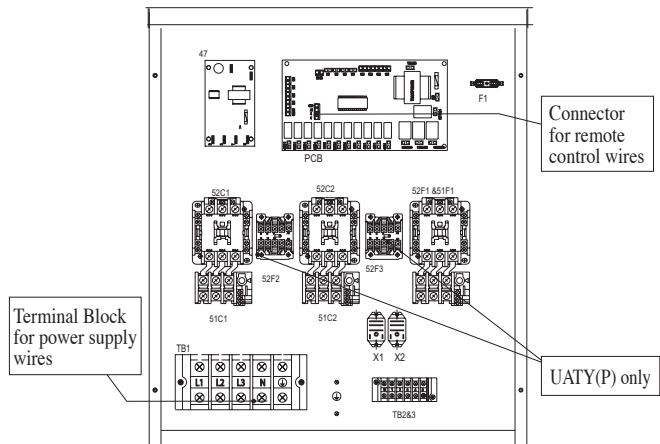 47
F1
Connector
for remote
control wires
PCB
52C1
52C2
52F1 &51F1
52F2
52F3
51C1
51C2
Terminal Block
for power supply
wires
X1
X2
TB1
L1
L2
L3
N
UATY(P) only
TB2&3